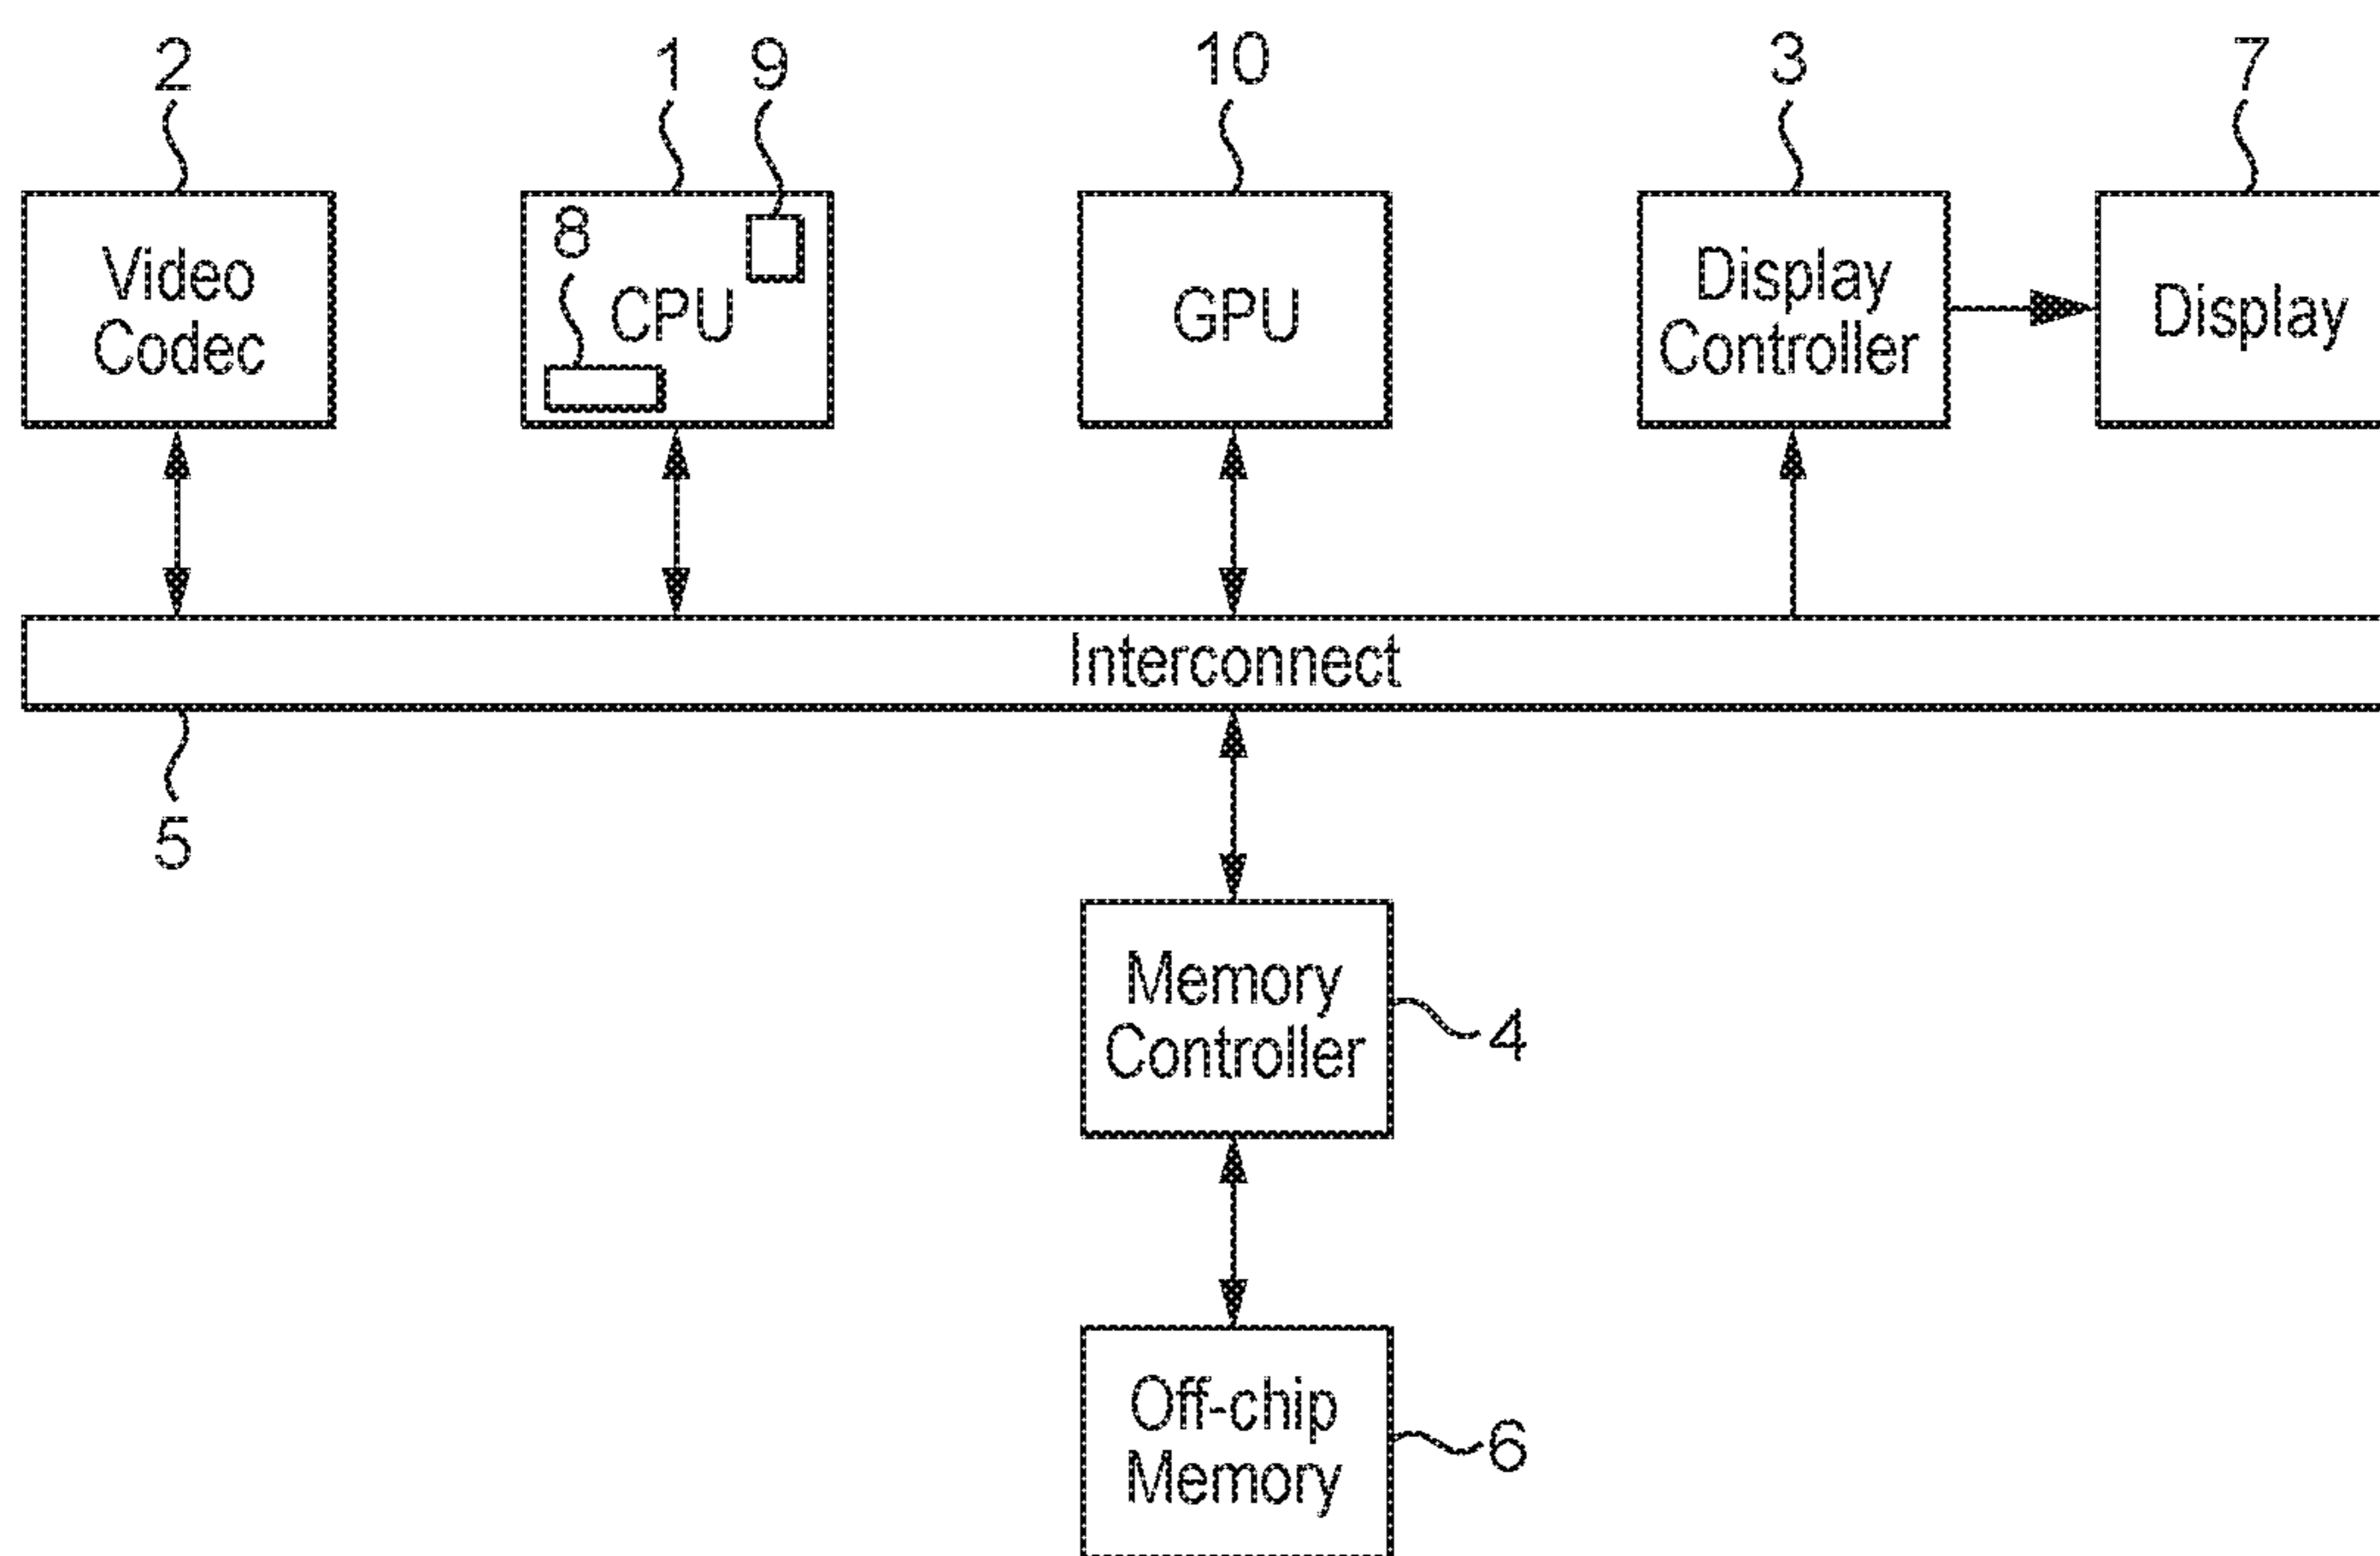 2
1
9
10
3
7
8
Video
Codec
CPU
GPU
Display
Controller
Display
Interconnect
5
Memory
Controller
4
Off-chip
Memory
6